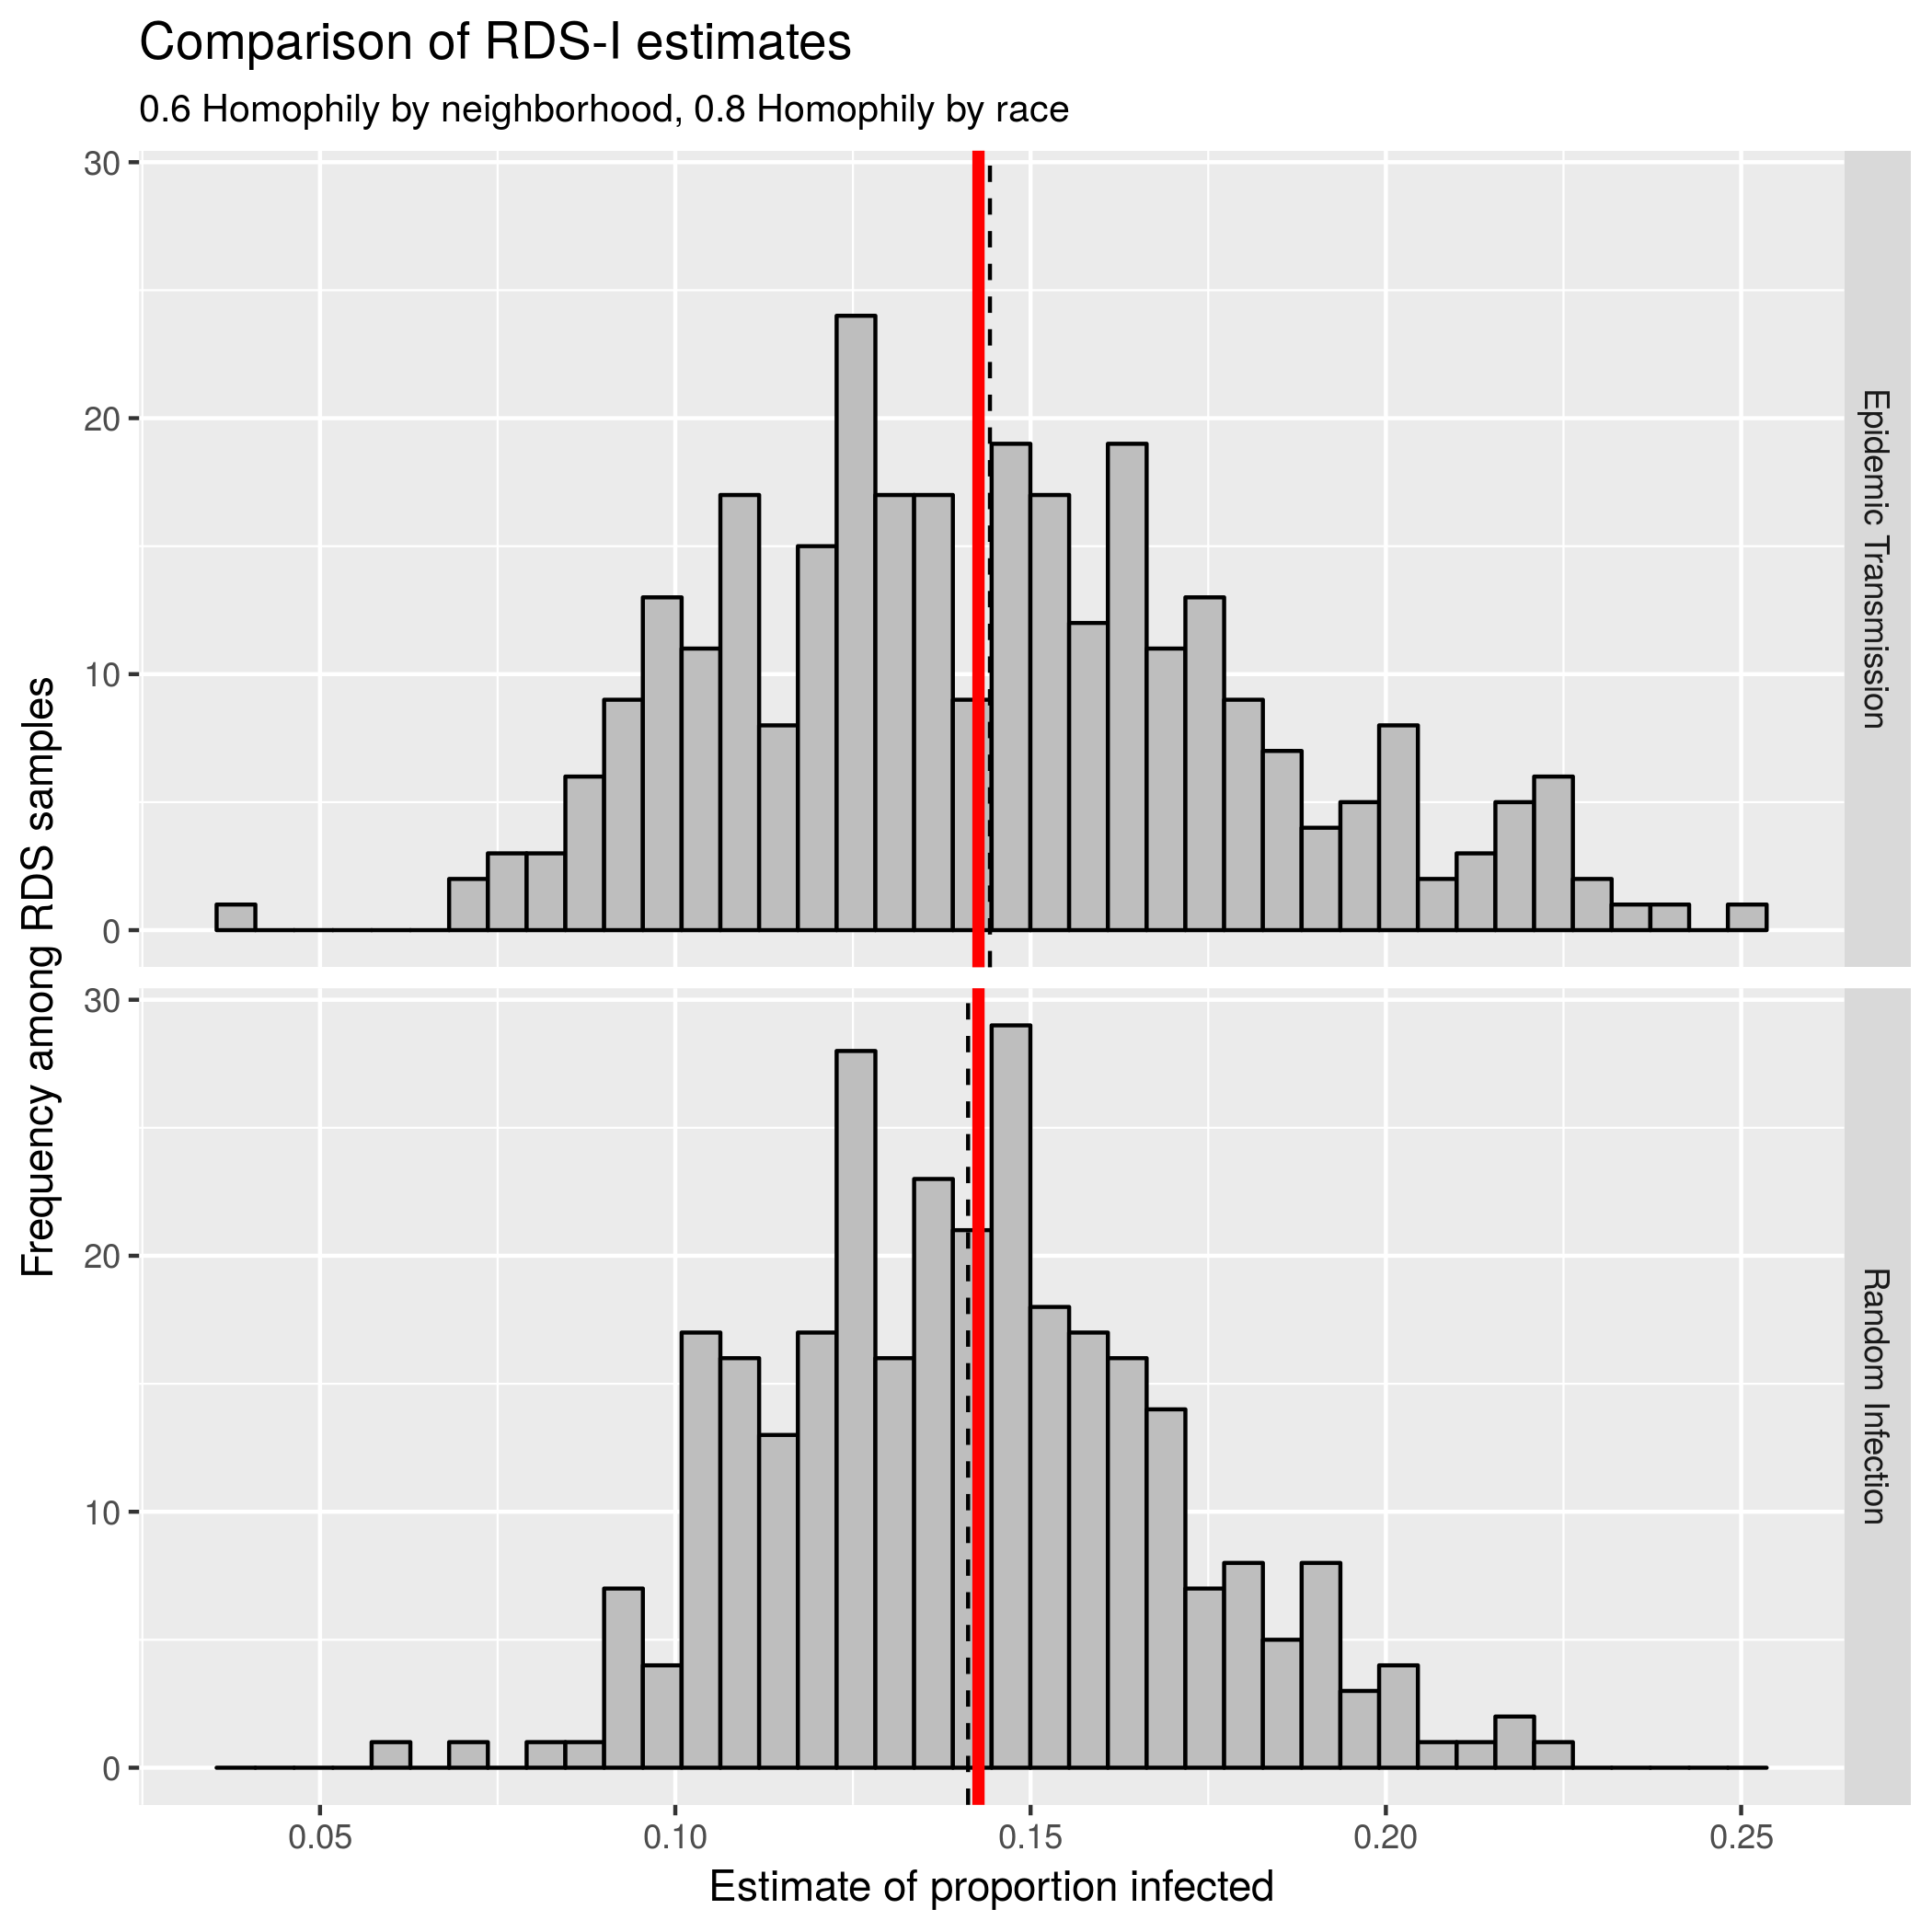 Comparison of RDS-I estimates
0.6 Homophily by neighborhood, 0.8 Homophily by race
Frequency among RDS samples
30
20
10
0
Epidemic Transmission
30
20
10
0
Random Infection
0.05 0.10 0.15 0.20 0.25
Estimate of proportion infected